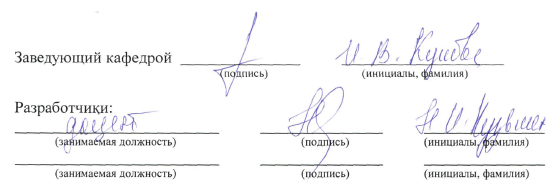 Заведующий кафедрой И В.
(подпись) (инициалы, фамилия)
Разработчики:
доцент Н И.
(занимаемая должность) (подпись) (инициалы, фамилия)
(занимаемая должность) (подпись) (инициалы, фамилия)